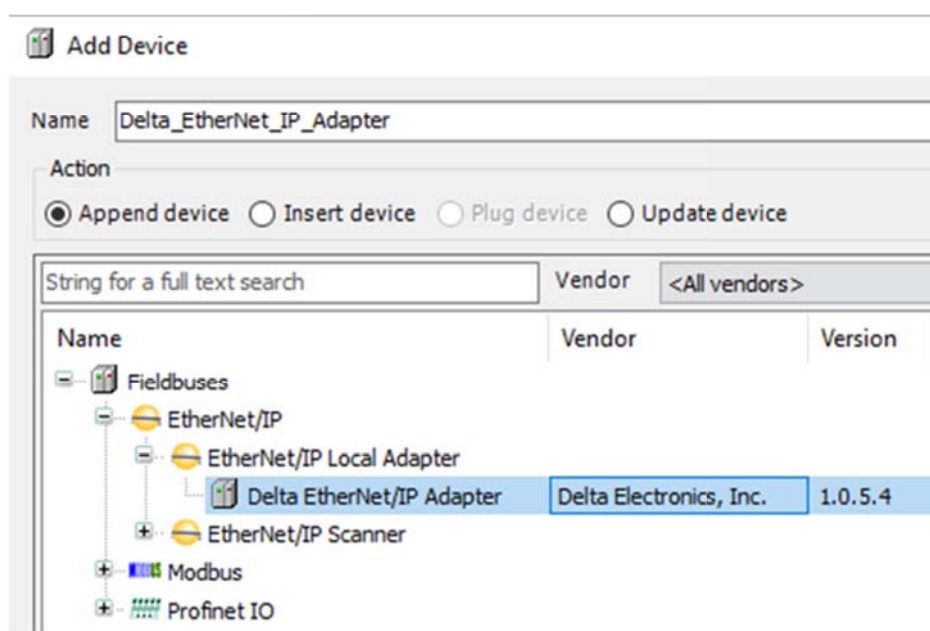 Add Device
Name Delta_EtherNet_IP_Adapter
Action
Append device Insert device Plug device Update device
String for a full text search Vendor <All vendors>
Name Vendor Version
Fieldbuses
EtherNet/IP
EtherNet/IP Local Adapter
Delta EtherNet/IP Adapter Delta Electronics, Inc. 1.0.5.4
EtherNet/IP Scanner
Modbus
Profinet IO